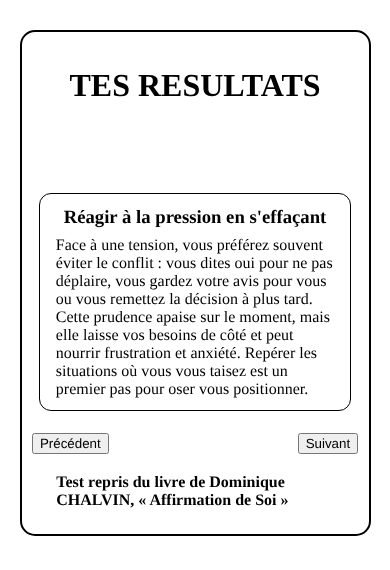 TES RESULTATS
Réagir à la pression en s'effaçant
Face à une tension, vous préférez souvent
éviter le conflit : vous dites oui pour ne pas
déplaire, vous gardez votre avis pour vous
ou vous remettez la décision à plus tard.
Cette prudence apaise sur le moment, mais
elle laisse vos besoins de côté et peut
nourrir frustration et anxiété. Repérer les
situations où vous vous taisez est un
premier pas pour oser vous positionner.
Précédent
Suivant
Test repris du livre de Dominique
CHALVIN, « Affirmation de Soi »